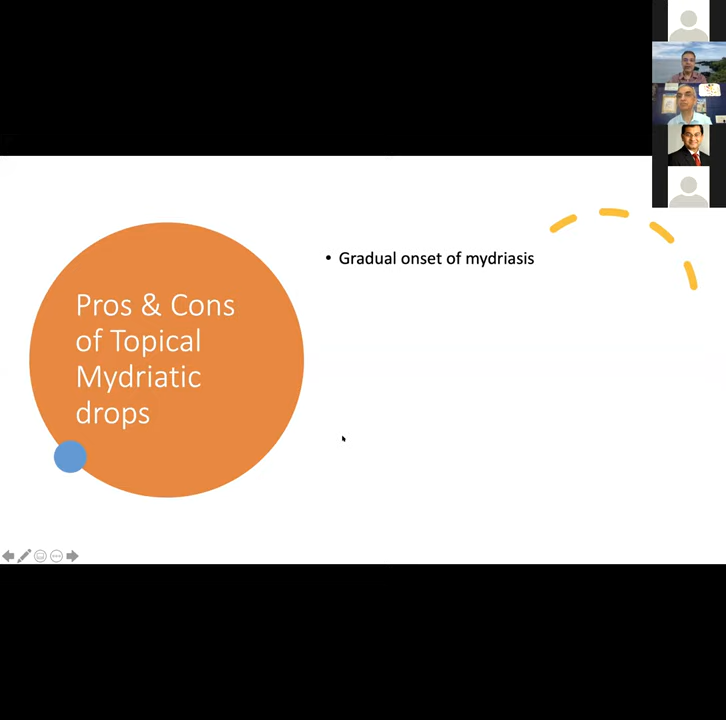 Pros & Cons
of Topical
Mydriatic
drops
• Gradual onset of mydriasis